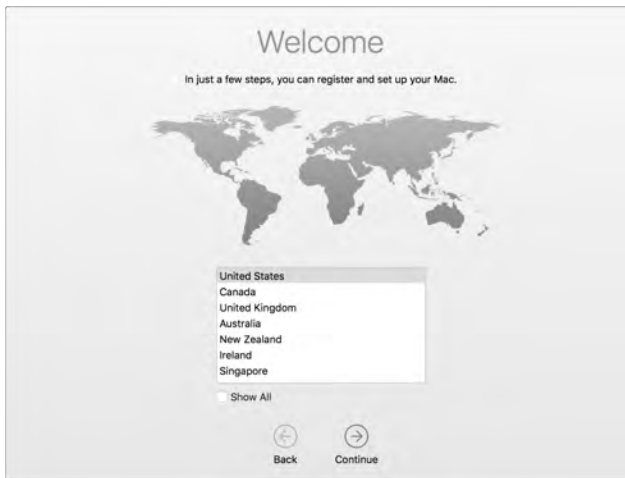 Welcome
In just a few steps, you can register and set up your Mac.
United States
Canada
United Kingdom
Australia
New Zealand
Ireland
Singapore
Show All
Back Continue